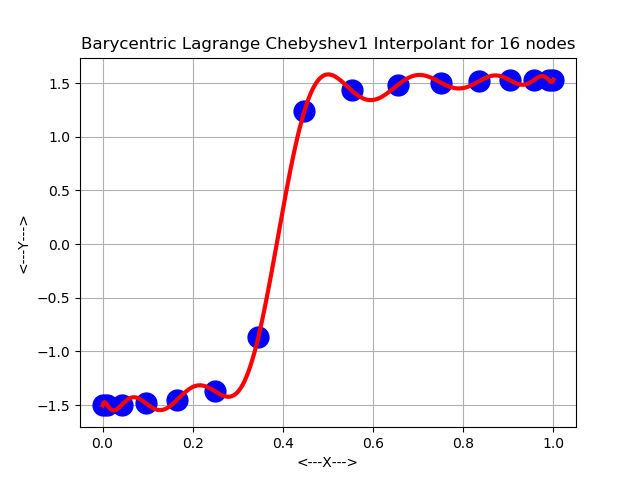 Barycentric Lagrange Chebyshev1 Interpolant for 16 nodes
1.5
1.0
0.5
0.0
−0.5
−1.0
−1.5
<---Y--->
0.0 0.2 0.4 0.6 0.8 1.0
<---X--->